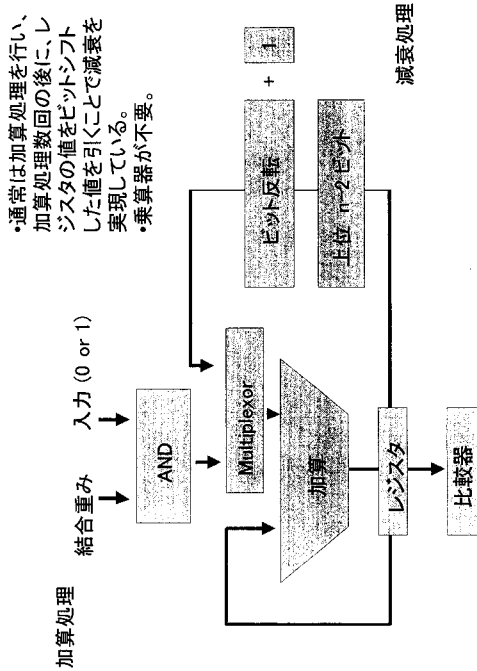 •通常は加算処理を行い、
加算処理数回の後に、レ
ジスタの値をビットシフト
した値を引くことで減衰を
実現している。
•乗算器が不要。
加算処理
結合重み
入力 (0 or 1)
AND
Multiplexor
加算
レジスタ
比較器
ビット反転
+
1
上位 n-2 ビット
減衰処理